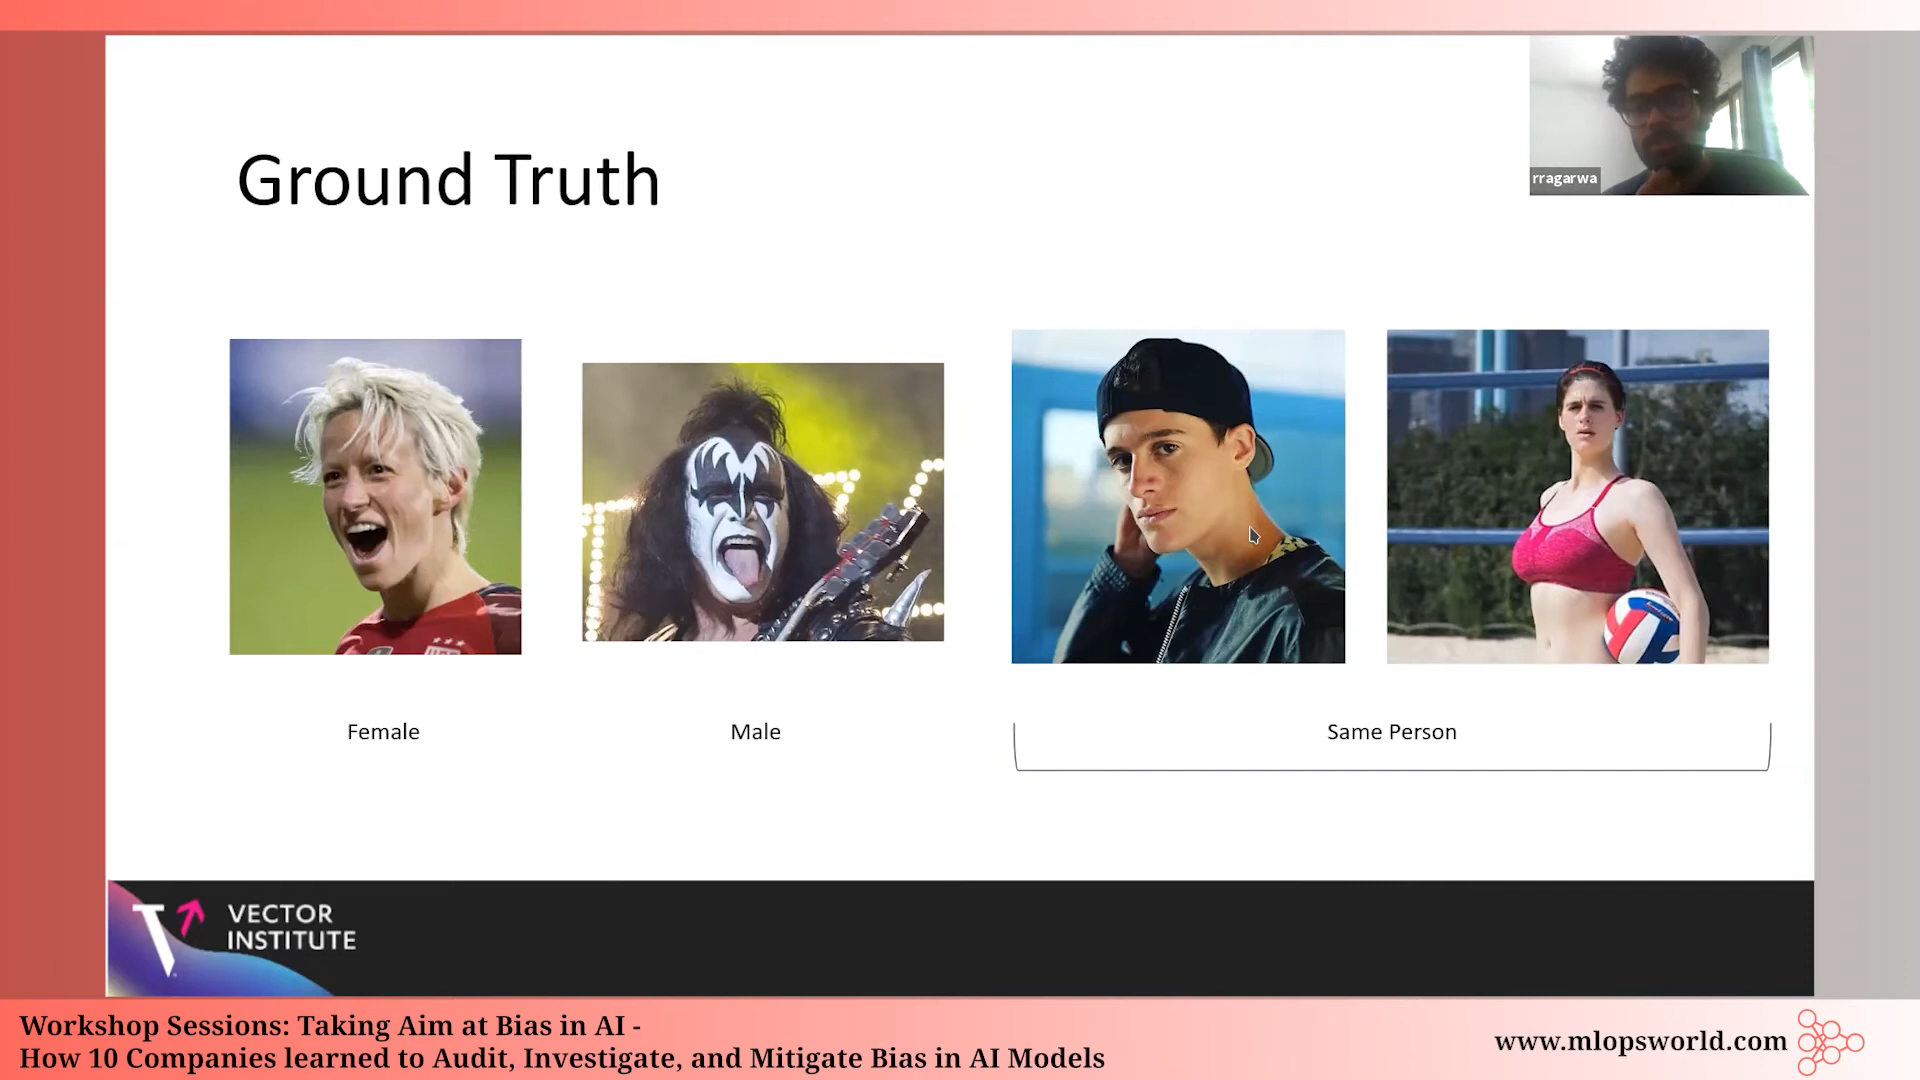 Ground Truth
rragarwa
Female
Male
Same Person
VECTOR
INSTITUTE
Workshop Sessions: Taking Aim at Bias in AI -
How 10 Companies learned to Audit, Investigate, and Mitigate Bias in AI Models
www.mlopsworld.com